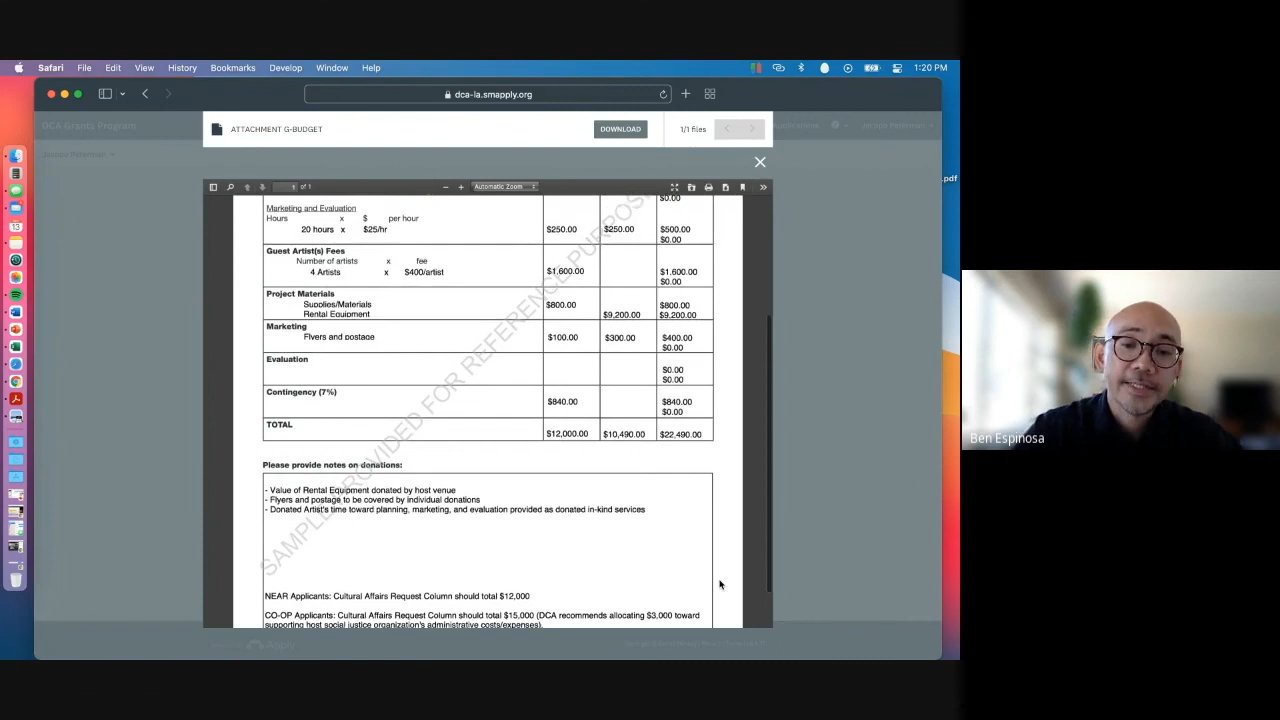 Safari File Edit View History Bookmarks Develop Window Help 1:20 PM
dca-la.smapply.org
DCA Grants Program
ATTACHMENT G-BUDGET DOWNLOAD 1/1 files
.pdf
1 of 1 Automatic Zoom
$0.00
Marketing and Evaluation
Hours x $ per hour
20 hours x $25/hr $250.00 $250.00 $500.00
$0.00
Guest Artist(s) Fees
Number of artists x fee
4 Artists x $400/artist $1,600.00 $1,600.00
$0.00
Project Materials
Supplies/Materials $800.00 $800.00
Rental Equipment $9,200.00 $9,200.00
Marketing
Flyers and postage $100.00 $300.00 $400.00
$0.00
Evaluation
$0.00
$0.00
Contingency (7%)
$840.00 $840.00
$0.00
TOTAL
$12,000.00 $10,490.00 $22,490.00
Please provide notes on donations:
- Value of Rental Equipment donated by host venue
- Flyers and postage to be covered by individual donations
- Donated Artist's time toward planning, marketing, and evaluation provided as donated in-kind services
NEAR Applicants: Cultural Affairs Request Column should total $12,000
CO-OP Applicants: Cultural Affairs Request Column should total $15,000 (DCA recommends allocating $3,000 toward
supporting host social justice organization's administrative costs/expenses).
SAMPLE PROVIDED FOR REFERENCE PURPOS
Apply
Ben Espinosa